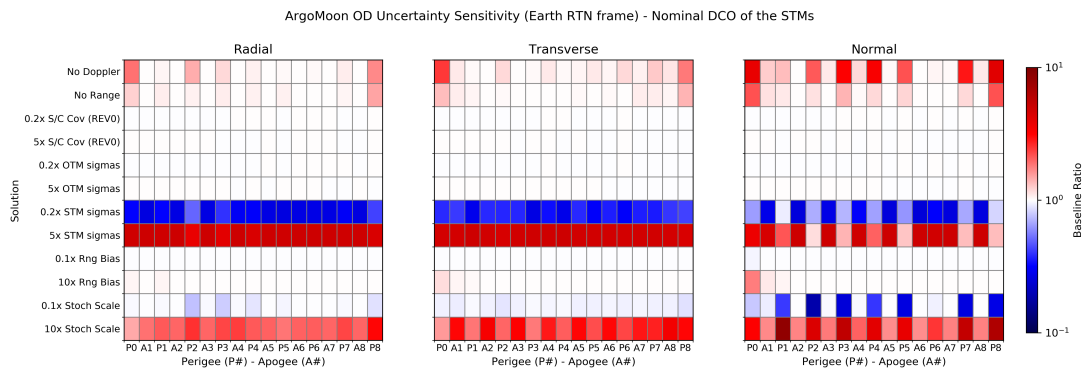 ArgoMoon OD Uncertainty Sensitivity (Earth RTN frame) - Nominal DCO of the STMs
Radial
Transverse
Normal
Solution
No Doppler
No Range
0.2x S/C Cov (REV0)
5x S/C Cov (REV0)
0.2x OTM sigmas
5x OTM sigmas
0.2x STM sigmas
5x STM sigmas
0.1x Rng Bias
10x Rng Bias
0.1x Stoch Scale
10x Stoch Scale
P0 A1 P1 A2 P2 A3 P3 A4 P4 A5 P5 A6 P6 A7 P7 A8 P8
Perigee (P#) - Apogee (A#)
P0 A1 P1 A2 P2 A3 P3 A4 P4 A5 P5 A6 P6 A7 P7 A8 P8
Perigee (P#) - Apogee (A#)
P0 A1 P1 A2 P2 A3 P3 A4 P4 A5 P5 A6 P6 A7 P7 A8 P8
Perigee (P#) - Apogee (A#)
10¹
10⁰
10⁻¹
Baseline Ratio